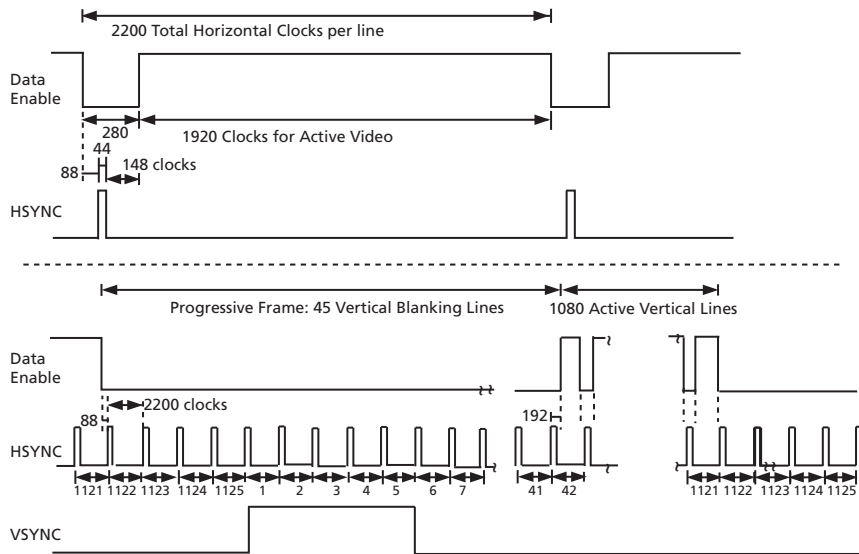 2200 Total Horizontal Clocks per line
Data
Enable
280
1920 Clocks for Active Video
44
88
148 clocks
HSYNC
Progressive Frame: 45 Vertical Blanking Lines
1080 Active Vertical Lines
Data
Enable
2200 clocks
88
192
HSYNC
1121 1122 1123 1124 1125 1 2 3 4 5 6 7 41 42 1121 1122 1123 1124 1125
VSYNC